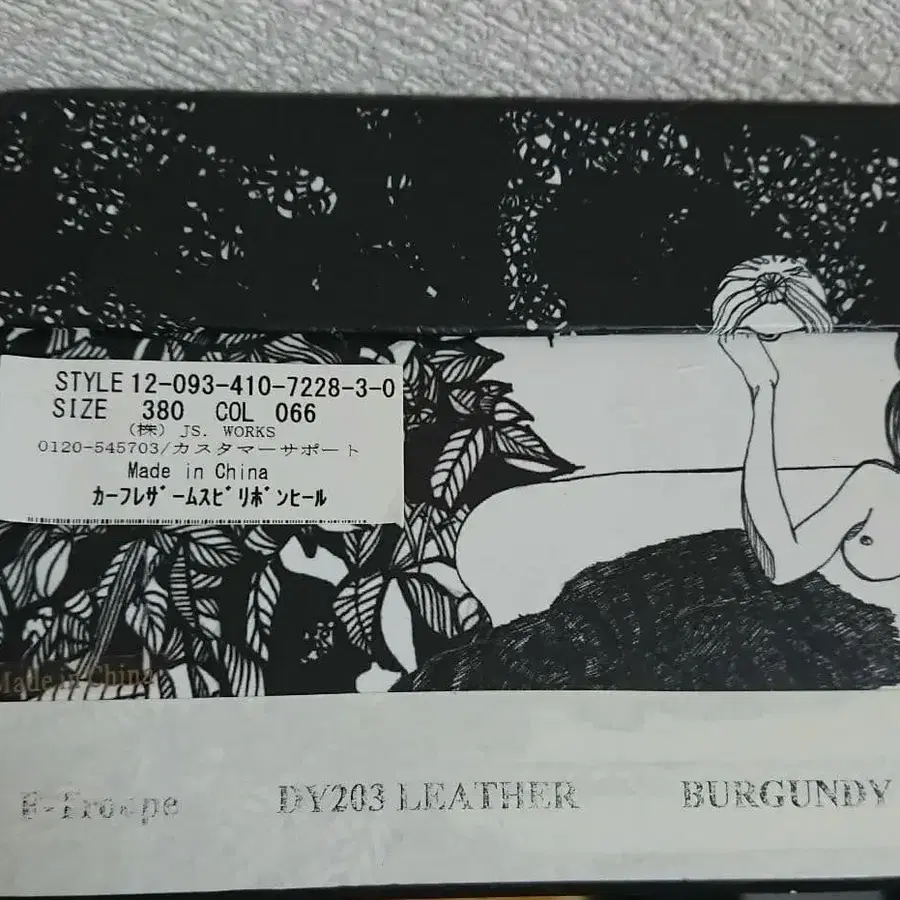 STYLE 12-093-410-7228-3-0
SIZE 380 COL 066
(株) JS. WORKS
0120-545703/カスタマーサポート
Made in China
カーフレザームスビリボンヒール
Made in China
DY203 LEATHER BURGUNDY